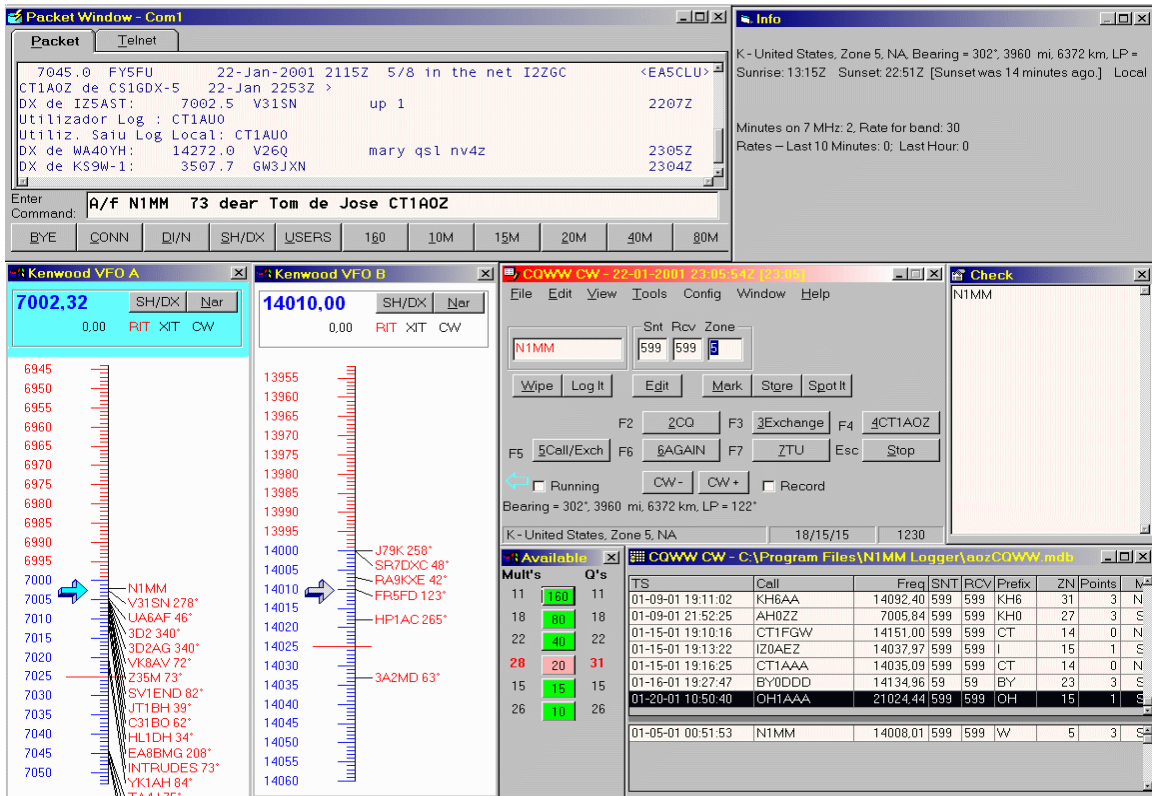 Packet Window - Com1
Packet Telnet
7045.0 FY5FU 22-Jan-2001 2115Z 5/8 in the net I2ZGC <EA5CLU>
CT1AOZ de CS1GDX-5 22-Jan 2253Z >
DX de IZ5AST: 7002.5 V31SN up 1 2207Z
Utilizador Log : CT1AUO
Utiliz. Saiu Log Local: CT1AUO
DX de WA4OYH: 14272.0 V26Q mary qsl nv4z 2305Z
DX de KS9W-1: 3507.7 GW3JXN 2304Z
Enter Command: A/f N1MM 73 dear Tom de Jose CT1AOZ
BYE CONN DI/N SH/DX USERS 160 10M 15M 20M 40M 80M
Info
K - United States, Zone 5, NA, Bearing = 302°, 3960 mi, 6372 km, LP =
Sunrise: 13:15Z Sunset: 22:51Z [Sunset was 14 minutes ago.] Local
Minutes on 7 MHz: 2, Rate for band: 30
Rates -- Last 10 Minutes: 0; Last Hour: 0
Kenwood VFO A
7002,32 SH/DX Nar
0,00 RIT XIT CW
6945
6950
6955
6960
6965
6970
6975
6980
6985
6990
6995
7000
7005
7010
7015
7020
7025
7030
7035
7040
7045
7050
N1MM
V31SN 278°
UA6AF 46°
3D2 340°
3D2AG 340°
VK8AV 72°
Z35M 73°
SV1END 82°
JT1BH 39°
C31BO 62°
HL1DH 34°
EA8BMG 208°
INTRUDES 73°
YK1AH 84°
Kenwood VFO B
14010,00 SH/DX Nar
0,00 RIT XIT CW
13955
13960
13965
13970
13975
13980
13985
13990
13995
14000
14005
14010
14015
14020
14025
14030
14035
14040
14045
14050
14055
14060
J79K 258°
SR7DXC 48°
RA9KXE 42°
FR5FD 123°
HP1AC 265°
3A2MD 63°
CQWW CW - 22-01-2001 23:05:54Z [23:05]
File Edit View Tools Config Window Help
Snt Rcv Zone
N1MM 599 599 5
Wipe Log It Edit Mark Store Spot It
F2 2CQ F3 3Exchange F4 4CT1AOZ
F5 5Call/Exch F6 6AGAIN F7 7TU Esc Stop
Running CW - CW + Record
Bearing = 302°, 3960 mi, 6372 km, LP = 122°
K - United States, Zone 5, NA 18/15/15 1230
Check
N1MM
Available
Mult's Q's
11 160 11
18 80 18
22 40 22
28 20 31
15 15 15
26 10 26
CQWW CW - C:\Program Files\N1MM Logger\aozCQWW.mdb
TS Call Freq SNT RCV Prefix ZN Points M
01-09-01 19:11:02 KH6AA 14092,40 599 599 KH6 31 3 N
01-09-01 21:52:25 AH0ZZ 7005,84 599 599 KH0 27 3 S
01-15-01 19:10:16 CT1FGW 14151,00 599 599 CT 14 0 N
01-15-01 19:13:22 IZ0AEZ 14037,97 599 599 I 15 1 S
01-15-01 19:16:25 CT1AAA 14035,09 599 599 CT 14 0 N
01-16-01 19:27:47 BY0DDD 14134,96 59 59 BY 23 3 S
01-20-01 10:50:40 OH1AAA 21024,44 599 599 OH 15 1 S
01-05-01 00:51:53 N1MM 14008,01 599 599 W 5 3 S